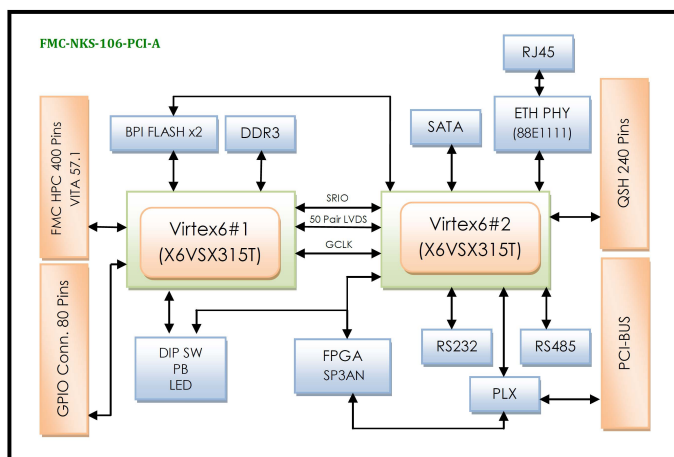 FMC-NKS-106-PCI-A
RJ45
BPI FLASH x2
DDR3
SATA
ETH PHY
(88E1111)
FMC HPC 400 Pins
VITA 57.1
QSH 240 Pins
SRIO
50 Pair LVDS
GCLK
Virtex6#1
(X6VSX315T)
Virtex6#2
(X6VSX315T)
GPIO Conn. 80 Pins
PCI-BUS
DIP SW
PB
LED
FPGA
SP3AN
RS232
RS485
PLX